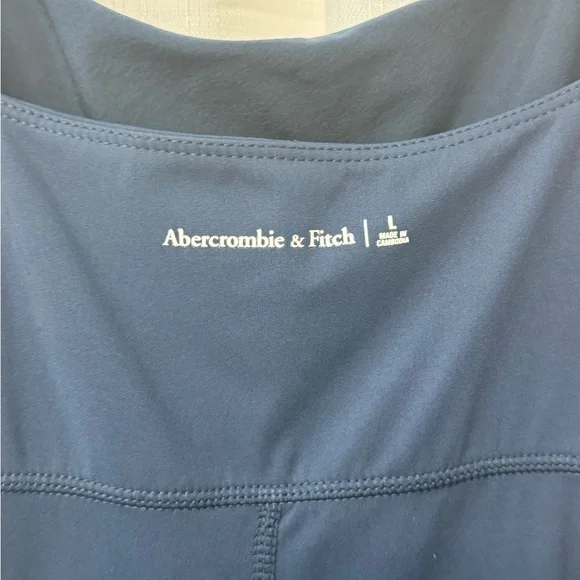 Abercrombie & Fitch | L
MADE IN
CAMBODIA